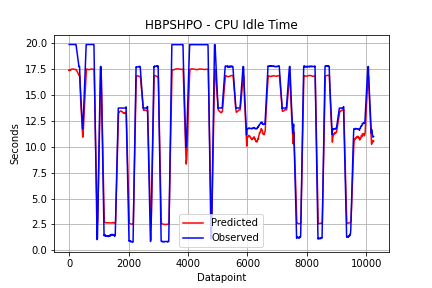 HBPSHPO - CPU Idle Time
20.0
17.5
15.0
12.5
10.0
7.5
5.0
2.5
0.0
Seconds
Predicted
Observed
0 2000 4000 6000 8000 10000
Datapoint